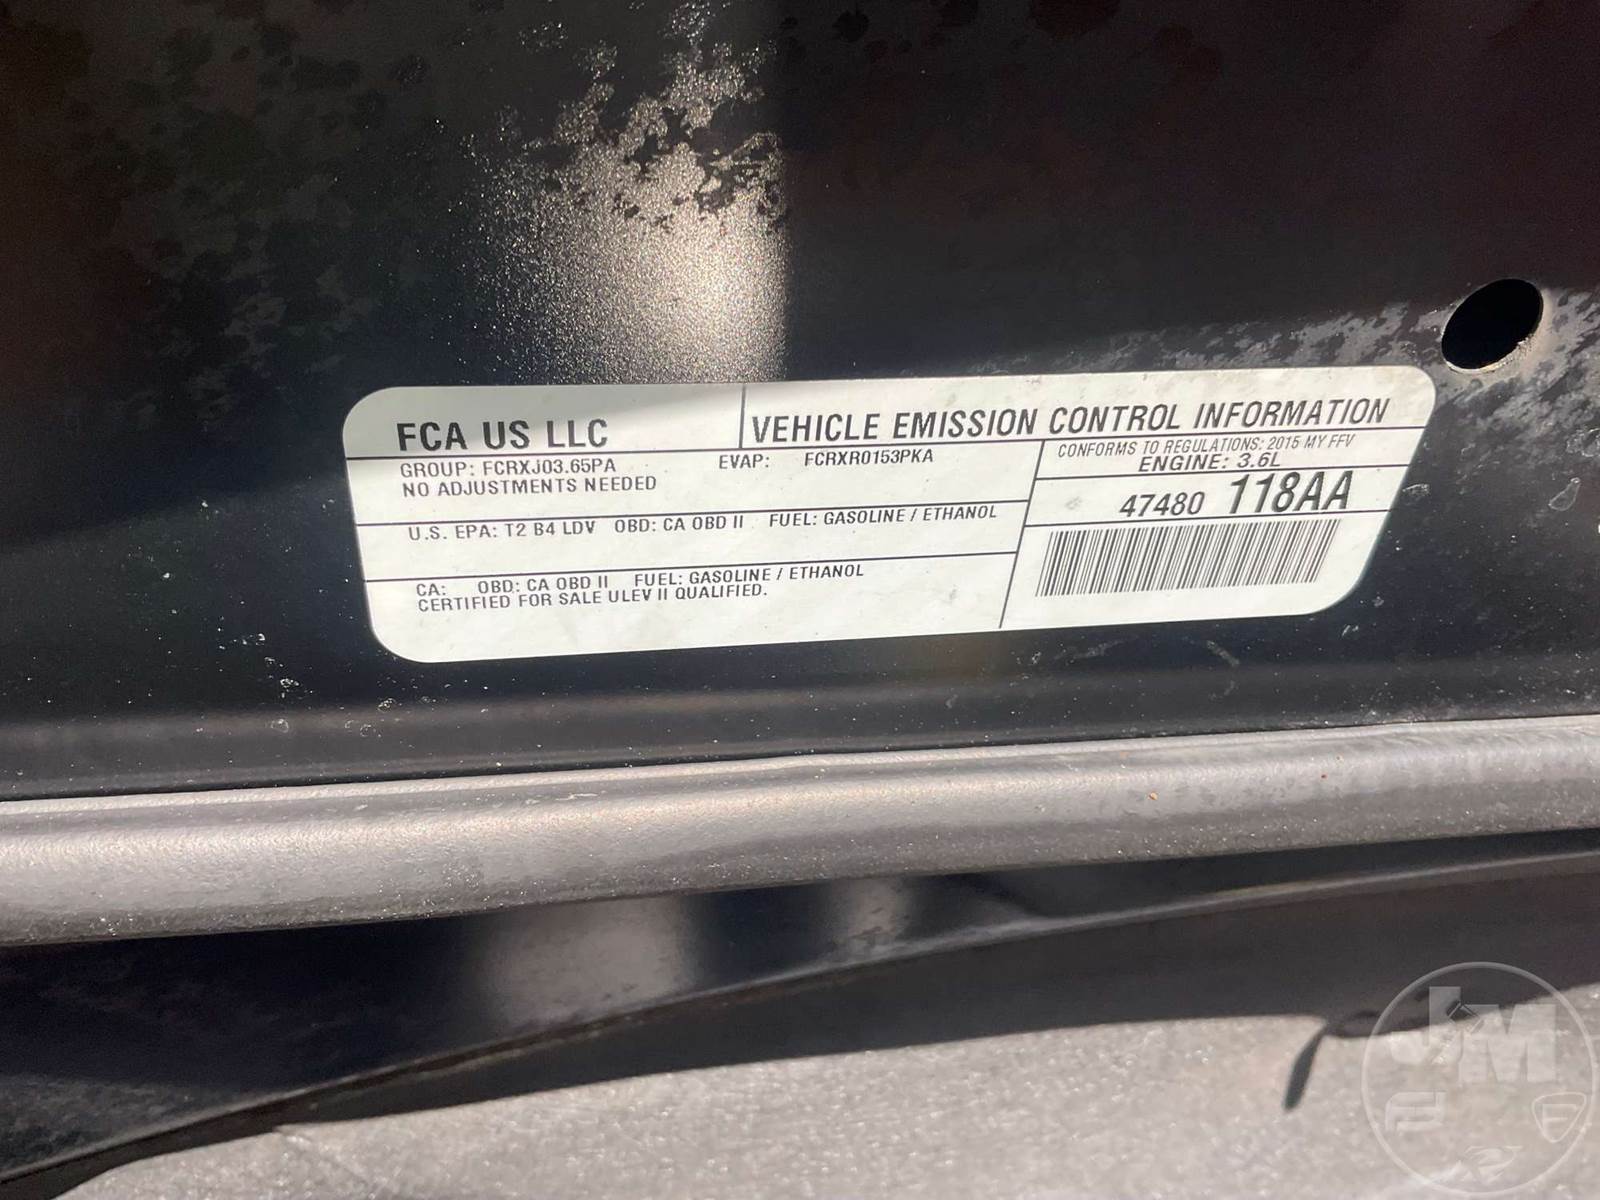 FCA US LLC
VEHICLE EMISSION CONTROL INFORMATION
GROUP: FCRXJ03.65PA
EVAP: FCRXR0153PKA
NO ADJUSTMENTS NEEDED
CONFORMS TO REGULATIONS: 2015 MY FFV
ENGINE: 3.6L
47480 118AA
U.S. EPA: T2 B4 LDV OBD: CA OBD II FUEL: GASOLINE / ETHANOL
CA: OBD: CA OBD II FUEL: GASOLINE / ETHANOL
CERTIFIED FOR SALE ULEV II QUALIFIED.
JM